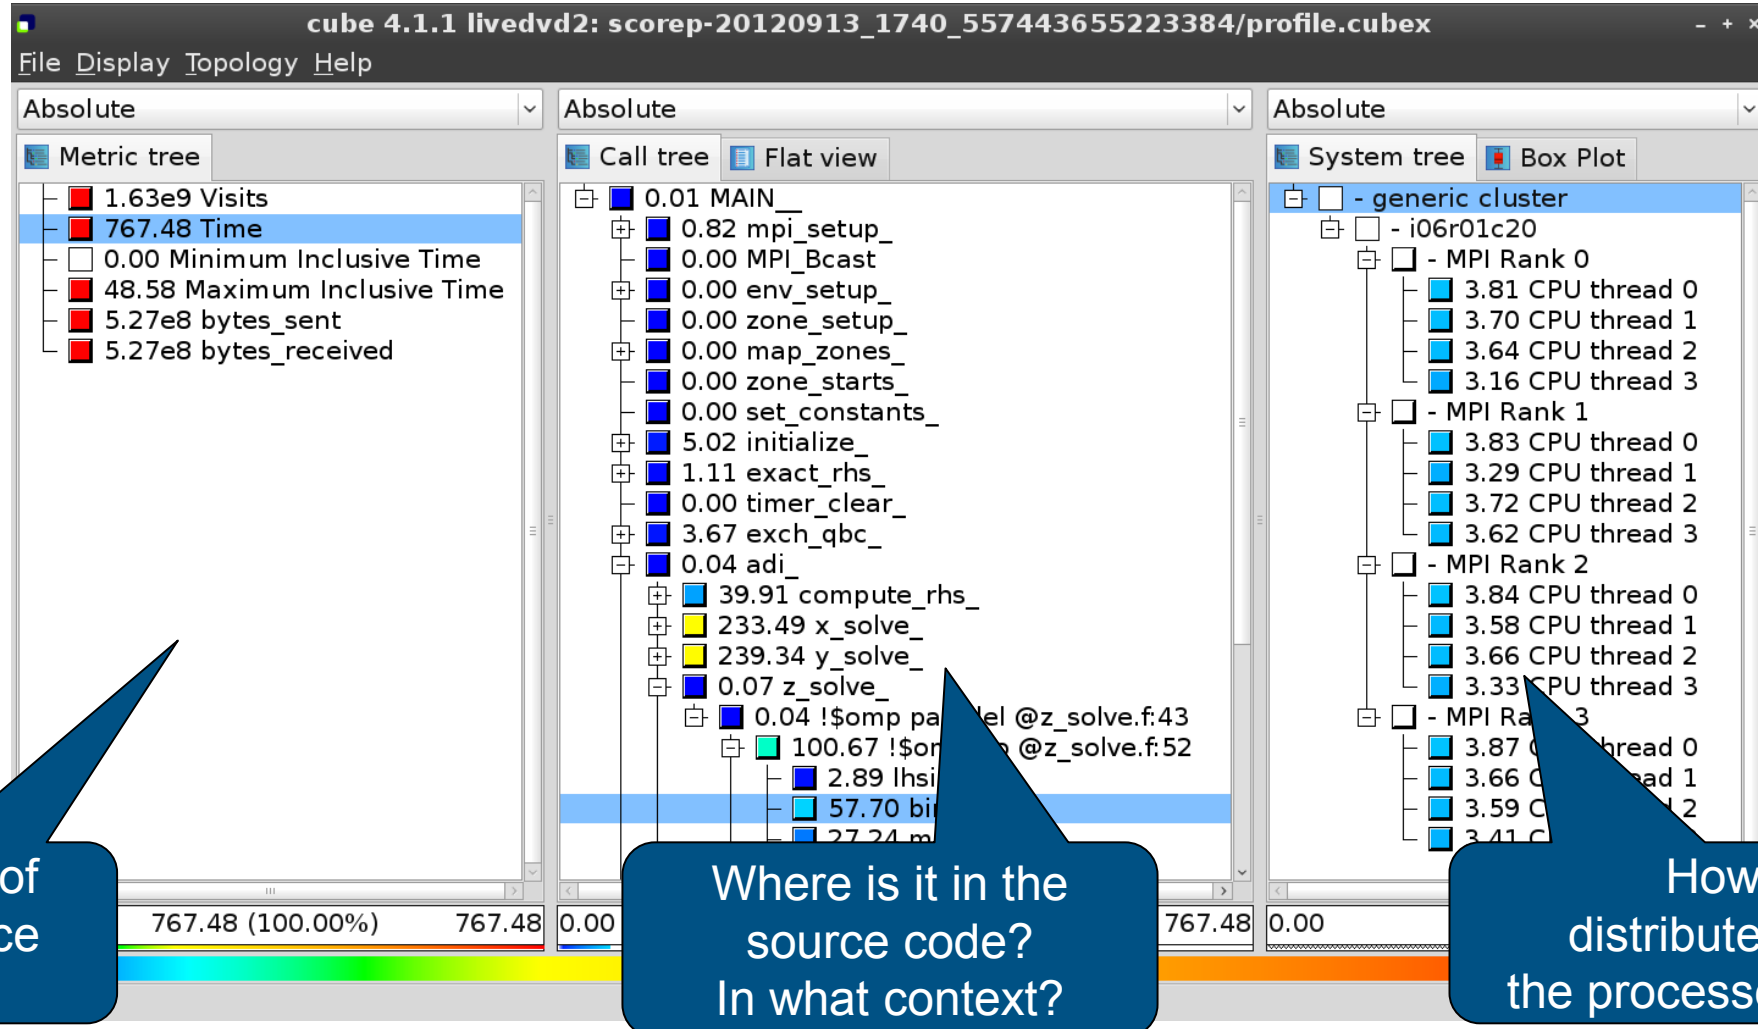 cube 4.1.1 livedvd2: scorep-20120913_1740_557443655223384/profile.cubex
File Display Topology Help
Absolute
Metric tree
1.63e9 Visits
767.48 Time
0.00 Minimum Inclusive Time
48.58 Maximum Inclusive Time
5.27e8 bytes_sent
5.27e8 bytes_received
767.48 (100.00%) 767.48
of
Absolute
Call tree Flat view
0.01 MAIN__
0.82 mpi_setup_
0.00 MPI_Bcast
0.00 env_setup_
0.00 zone_setup_
0.00 map_zones_
0.00 zone_starts_
0.00 set_constants_
5.02 initialize_
1.11 exact_rhs_
0.00 timer_clear_
3.67 exch_qbc_
0.04 adi_
39.91 compute_rhs_
233.49 x_solve_
239.34 y_solve_
0.07 z_solve_
0.04 !$omp @z_solve.f:43
100.67 @z_solve.f:52
2.89
57.70
27.24
0.00 767.48
Where is it in the
source code?
In what context?
Absolute
System tree Box Plot
- generic cluster
- i06r01c20
- MPI Rank 0
3.81 CPU thread 0
3.70 CPU thread 1
3.64 CPU thread 2
3.16 CPU thread 3
- MPI Rank 1
3.83 CPU thread 0
3.29 CPU thread 1
3.72 CPU thread 2
3.62 CPU thread 3
- MPI Rank 2
3.84 CPU thread 0
3.58 CPU thread 1
3.66 CPU thread 2
3.33 CPU thread 3
- MPI 3
3.87 0
3.66 1
3.59 2
3.41
0.00
How
the